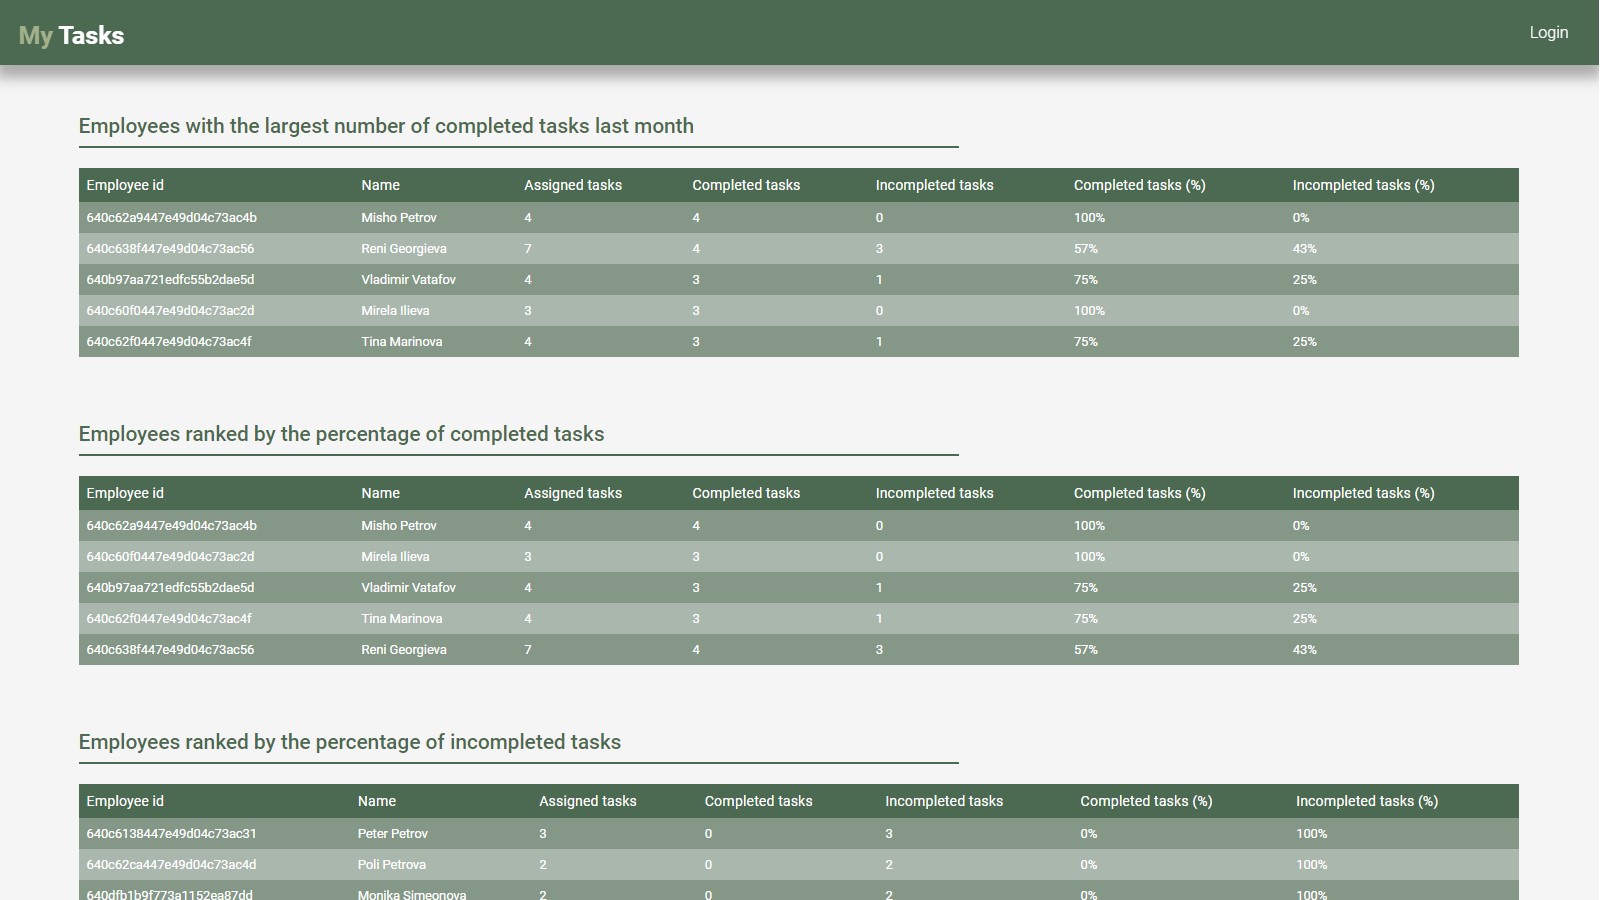 My Tasks
Login
Employees with the largest number of completed tasks last month
Employee id Name Assigned tasks Completed tasks Incompleted tasks Completed tasks (%) Incompleted tasks (%)
640c62a9447e49d04c73ac4b Misho Petrov 4 4 0 100% 0%
640c638f447e49d04c73ac56 Reni Georgieva 7 4 3 57% 43%
640b97aa721edfc55b2dae5d Vladimir Vatafov 4 3 1 75% 25%
640c60f0447e49d04c73ac2d Mirela Ilieva 3 3 0 100% 0%
640c62f0447e49d04c73ac4f Tina Marinova 4 3 1 75% 25%
Employees ranked by the percentage of completed tasks
Employee id Name Assigned tasks Completed tasks Incompleted tasks Completed tasks (%) Incompleted tasks (%)
640c62a9447e49d04c73ac4b Misho Petrov 4 4 0 100% 0%
640c60f0447e49d04c73ac2d Mirela Ilieva 3 3 0 100% 0%
640b97aa721edfc55b2dae5d Vladimir Vatafov 4 3 1 75% 25%
640c62f0447e49d04c73ac4f Tina Marinova 4 3 1 75% 25%
640c638f447e49d04c73ac56 Reni Georgieva 7 4 3 57% 43%
Employees ranked by the percentage of incompleted tasks
Employee id Name Assigned tasks Completed tasks Incompleted tasks Completed tasks (%) Incompleted tasks (%)
640c6138447e49d04c73ac31 Peter Petrov 3 0 3 0% 100%
640c62ca447e49d04c73ac4d Poli Petrova 2 0 2 0% 100%
640dfb1b9f773a1152ea87dd Monika Simeonova 2 0 2 0% 100%